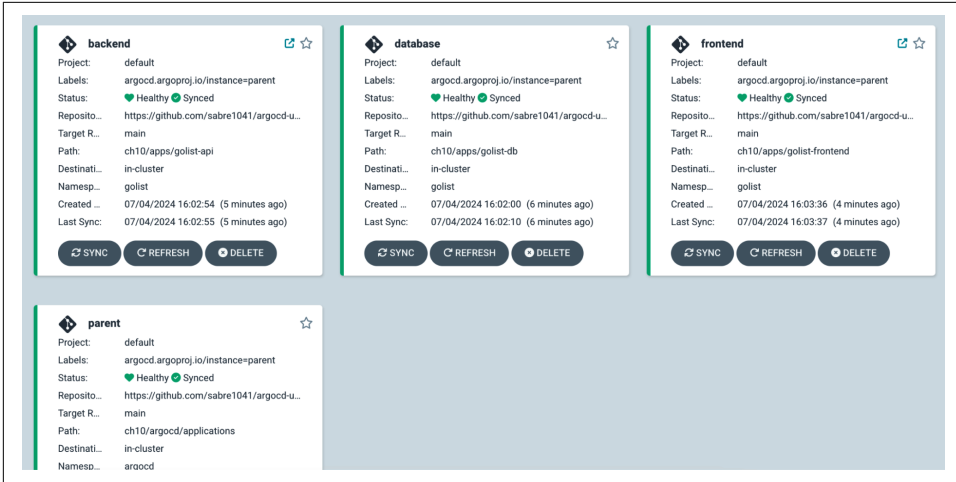 backend
Project: default
Labels: argocd.argoproj.io/instance=parent
Status: Healthy Synced
Reposito... https://github.com/sabre1041/argocd-u...
Target R... main
Path: ch10/apps/golist-api
Destinati... in-cluster
Namesp... golist
Created ... 07/04/2024 16:02:54 (5 minutes ago)
Last Sync: 07/04/2024 16:02:55 (5 minutes ago)
SYNC REFRESH DELETE
database
Project: default
Labels: argocd.argoproj.io/instance=parent
Status: Healthy Synced
Reposito... https://github.com/sabre1041/argocd-u...
Target R... main
Path: ch10/apps/golist-db
Destinati... in-cluster
Namesp... golist
Created ... 07/04/2024 16:02:00 (6 minutes ago)
Last Sync: 07/04/2024 16:02:10 (6 minutes ago)
SYNC REFRESH DELETE
frontend
Project: default
Labels: argocd.argoproj.io/instance=parent
Status: Healthy Synced
Reposito... https://github.com/sabre1041/argocd-u...
Target R... main
Path: ch10/apps/golist-frontend
Destinati... in-cluster
Namesp... golist
Created ... 07/04/2024 16:03:36 (4 minutes ago)
Last Sync: 07/04/2024 16:03:37 (4 minutes ago)
SYNC REFRESH DELETE
parent
Project: default
Labels: argocd.argoproj.io/instance=parent
Status: Healthy Synced
Reposito... https://github.com/sabre1041/argocd-u...
Target R... main
Path: ch10/argocd/applications
Destinati... in-cluster
Namesp... argocd